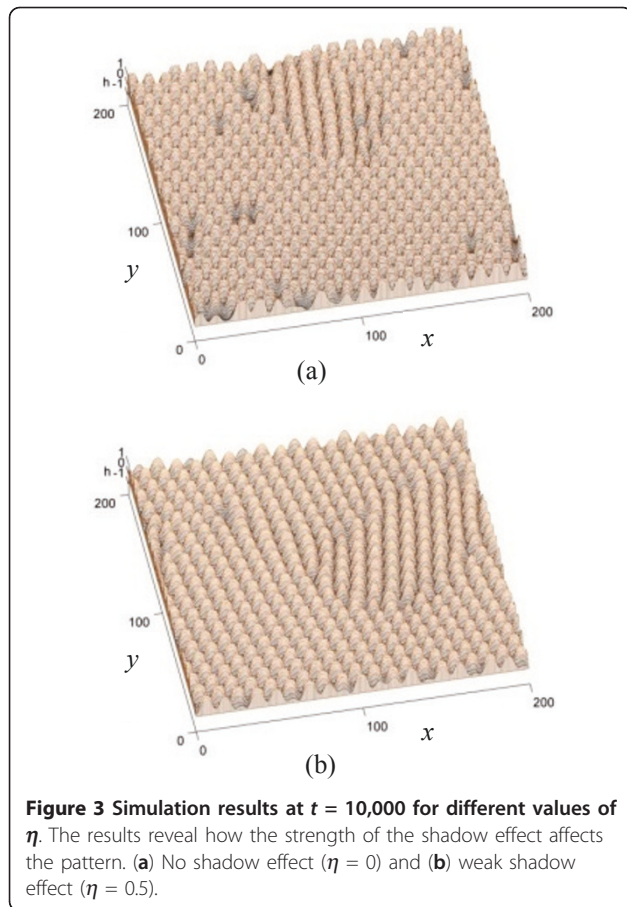 1
0
h -1
200
100
y
0
0
100
x
200
(a)
1
0
h -1
200
100
y
0
0
100
x
200
(b)
Figure 3 Simulation results at t = 10,000 for different values of
η. The results reveal how the strength of the shadow effect affects
the pattern. (a) No shadow effect (η = 0) and (b) weak shadow
effect (η = 0.5).